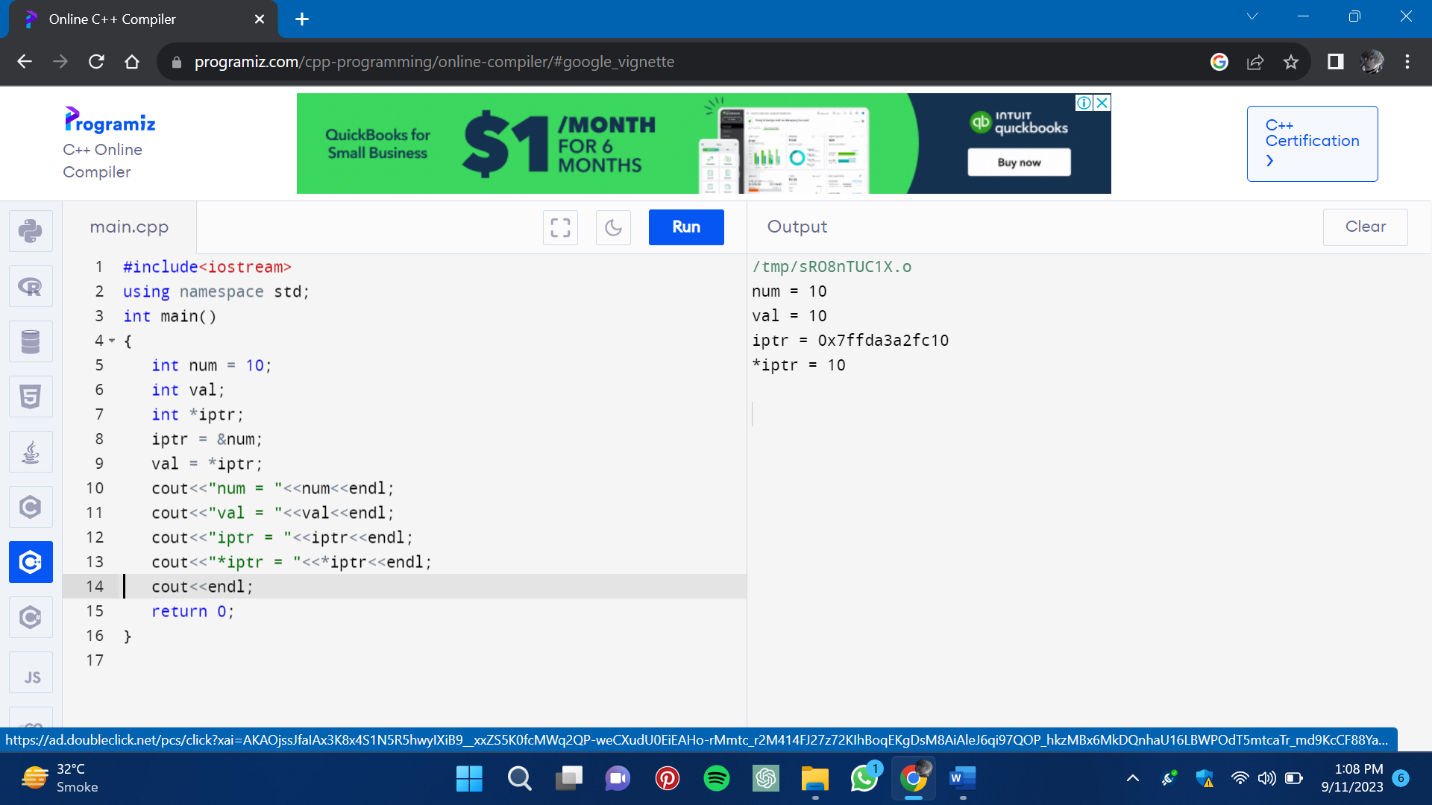 Online C++ Compiler
programiz.com/cpp-programming/online-compiler/#google_vignette
Programiz
C++ Online
Compiler
QuickBooks for
Small Business
$1 /MONTH
FOR 6
MONTHS
qb INTUIT
quickbooks
Buy now
C++
Certification
main.cpp
Run
Output
Clear
1 #include<iostream>
2 using namespace std;
3 int main()
4 {
5 int num = 10;
6 int val;
7 int *iptr;
8 iptr = &num;
9 val = *iptr;
10 cout<<"num = "<<num<<endl;
11 cout<<"val = "<<val<<endl;
12 cout<<"iptr = "<<iptr<<endl;
13 cout<<"*iptr = "<<*iptr<<endl;
14 cout<<endl;
15 return 0;
16 }
17
/tmp/sRO8nTUC1X.o
num = 10
val = 10
iptr = 0x7ffda3a2fc10
*iptr = 10
JS
32°C
Smoke
1
1:08 PM
9/11/2023
6